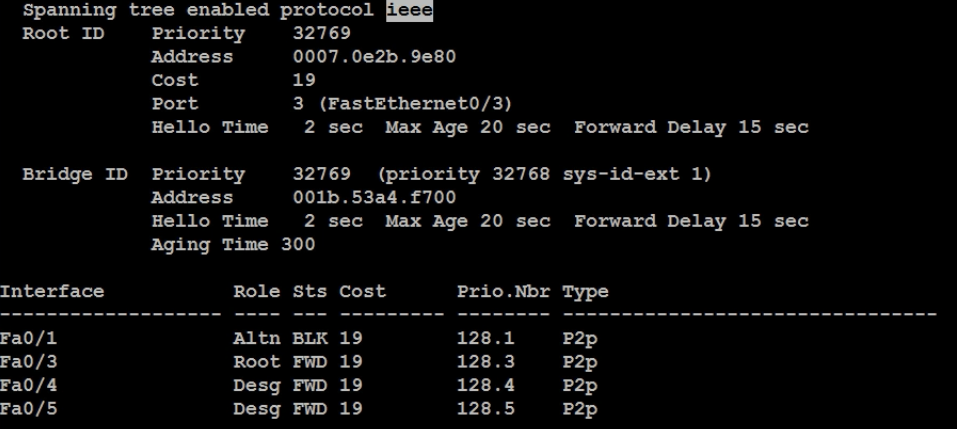 Spanning tree enabled protocol ieee
Root ID    Priority    32769
Address    0007.0e2b.9e80
Cost       19
Port       3 (FastEthernet0/3)
Hello Time  2 sec  Max Age 20 sec  Forward Delay 15 sec
Bridge ID  Priority    32769  (priority 32768 sys-id-ext 1)
Address    001b.53a4.f700
Hello Time  2 sec  Max Age 20 sec  Forward Delay 15 sec
Aging Time 300
Interface           Role Sts Cost      Prio.Nbr Type
------------------- ---- --- --------- -------- --------------------------------
Fa0/1               Altn BLK 19        128.1    P2p
Fa0/3               Root FWD 19        128.3    P2p
Fa0/4               Desg FWD 19        128.4    P2p
Fa0/5               Desg FWD 19        128.5    P2p